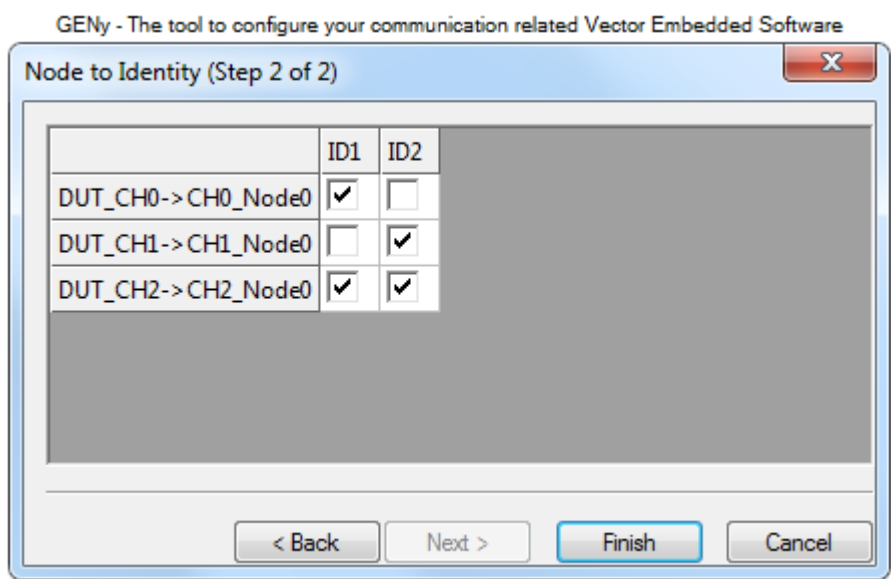 GENy - The tool to configure your communication related Vector Embedded Software
Node to Identity (Step 2 of 2)
ID1 ID2
DUT_CH0->CH0_Node0
DUT_CH1->CH1_Node0
DUT_CH2->CH2_Node0
< Back Next > Finish Cancel